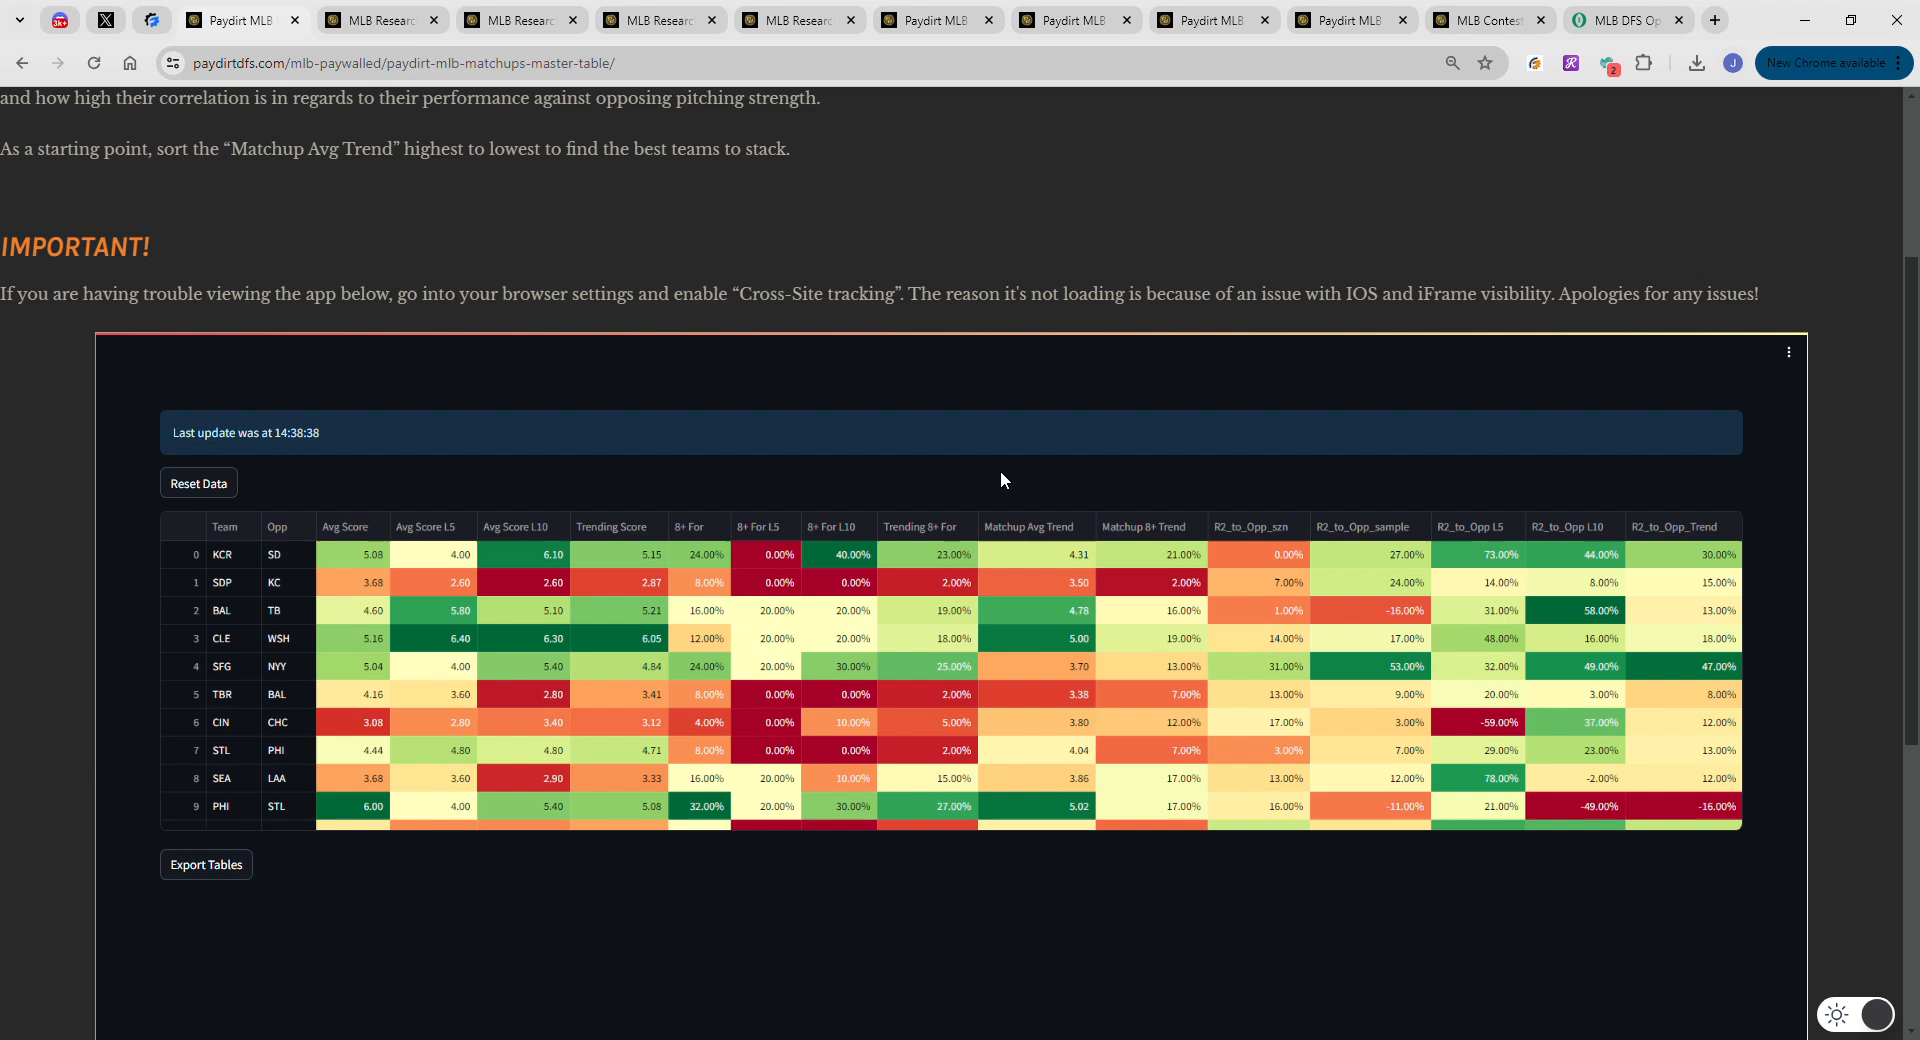 Paydirt MLB
MLB Researc
MLB Researc
MLB Researc
MLB Researc
Paydirt MLB
Paydirt MLB
Paydirt MLB
Paydirt MLB
MLB Contest
MLB DFS Op
3K+
paydirtdfs.com/mlb-paywalled/paydirt-mlb-matchups-master-table/
2
J
New Chrome available
and how high their correlation is in regards to their performance against opposing pitching strength.
As a starting point, sort the “Matchup Avg Trend” highest to lowest to find the best teams to stack.
IMPORTANT!
If you are having trouble viewing the app below, go into your browser settings and enable “Cross-Site tracking”. The reason it's not loading is because of an issue with IOS and iFrame visibility. Apologies for any issues!
Last update was at 14:38:38
Reset Data
Team Opp Avg Score Avg Score L5 Avg Score L10 Trending Score 8+ For 8+ For L5 8+ For L10 Trending 8+ For Matchup Avg Trend Matchup 8+ Trend R2_to_Opp_szn R2_to_Opp_sample R2_to_Opp L5 R2_to_Opp L10 R2_to_Opp_Trend
0 KCR SD 5.08 4.00 6.10 5.15 24.00% 0.00% 40.00% 23.00% 4.31 21.00% 0.00% 27.00% 73.00% 44.00% 30.00%
1 SDP KC 3.68 2.60 2.60 2.87 8.00% 0.00% 0.00% 2.00% 3.50 2.00% 7.00% 24.00% 14.00% 8.00% 15.00%
2 BAL TB 4.60 5.80 5.10 5.21 16.00% 20.00% 20.00% 19.00% 4.78 16.00% 1.00% -16.00% 31.00% 58.00% 13.00%
3 CLE WSH 5.16 6.40 6.30 6.05 12.00% 20.00% 20.00% 18.00% 5.00 19.00% 14.00% 17.00% 48.00% 16.00% 18.00%
4 SFG NYY 5.04 4.00 5.40 4.84 24.00% 20.00% 30.00% 25.00% 3.70 13.00% 31.00% 53.00% 32.00% 49.00% 47.00%
5 TBR BAL 4.16 3.60 2.80 3.41 8.00% 0.00% 0.00% 2.00% 3.38 7.00% 13.00% 9.00% 20.00% 3.00% 8.00%
6 CIN CHC 3.08 2.80 3.40 3.12 4.00% 0.00% 10.00% 5.00% 3.80 12.00% 17.00% 3.00% -59.00% 37.00% 12.00%
7 STL PHI 4.44 4.80 4.80 4.71 8.00% 0.00% 0.00% 2.00% 4.04 7.00% 3.00% 7.00% 29.00% 23.00% 13.00%
8 SEA LAA 3.68 3.60 2.90 3.33 16.00% 20.00% 10.00% 15.00% 3.86 17.00% 13.00% 12.00% 78.00% -2.00% 12.00%
9 PHI STL 6.00 4.00 5.40 5.08 32.00% 20.00% 30.00% 27.00% 5.02 17.00% 16.00% -11.00% 21.00% -49.00% -16.00%
Export Tables